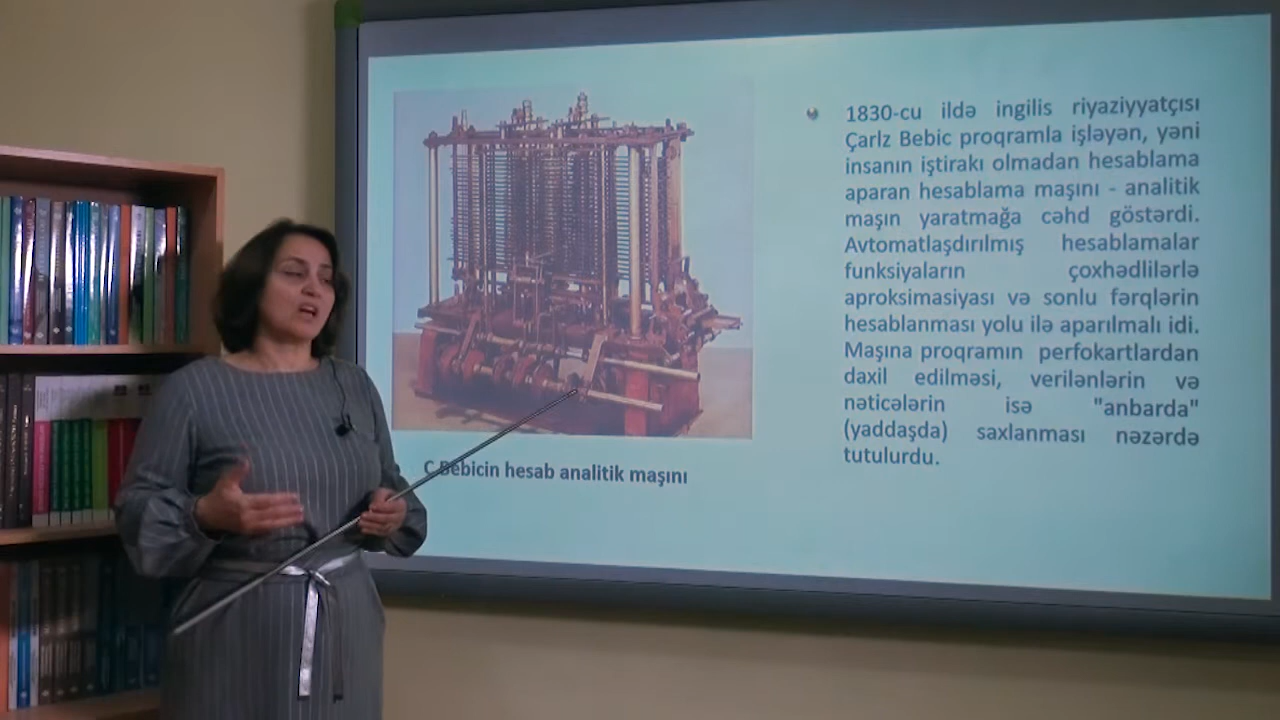 1830-cu ildə ingilis riyaziyyatçısı
Çarlz Bebic proqramla işləyən, yəni
insanın iştirakı olmadan hesablama
aparan hesablama maşını - analitik
maşın yaratmağa cəhd göstərdi.
Avtomatlaşdırılmış hesablamalar
funksiyaların çoxhədlilərlə
aproksimasiyası və sonlu fərqlərin
hesablanması yolu ilə aparılmalı idi.
Maşına proqramın perfokartlardan
daxil edilməsi, verilənlərin və
nəticələrin isə "anbarda"
(yaddaşda) saxlanması nəzərdə
tutulurdu.
Ç Bebicin hesab analitik maşını